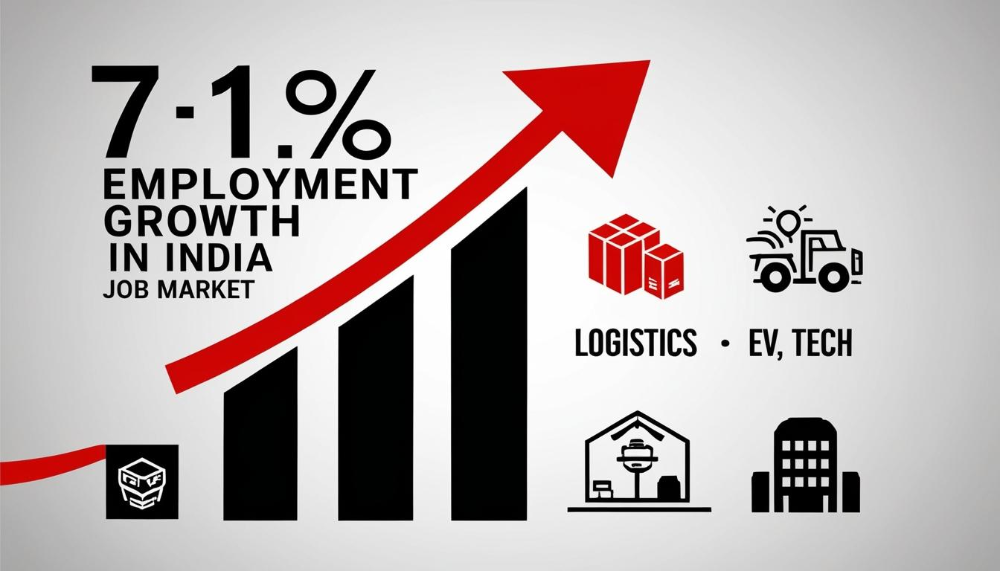 7·1.%
EMPLOYMENT
GROWTH
IN INDIA
JOB MARKET
LOGISTICS · EV, TECH